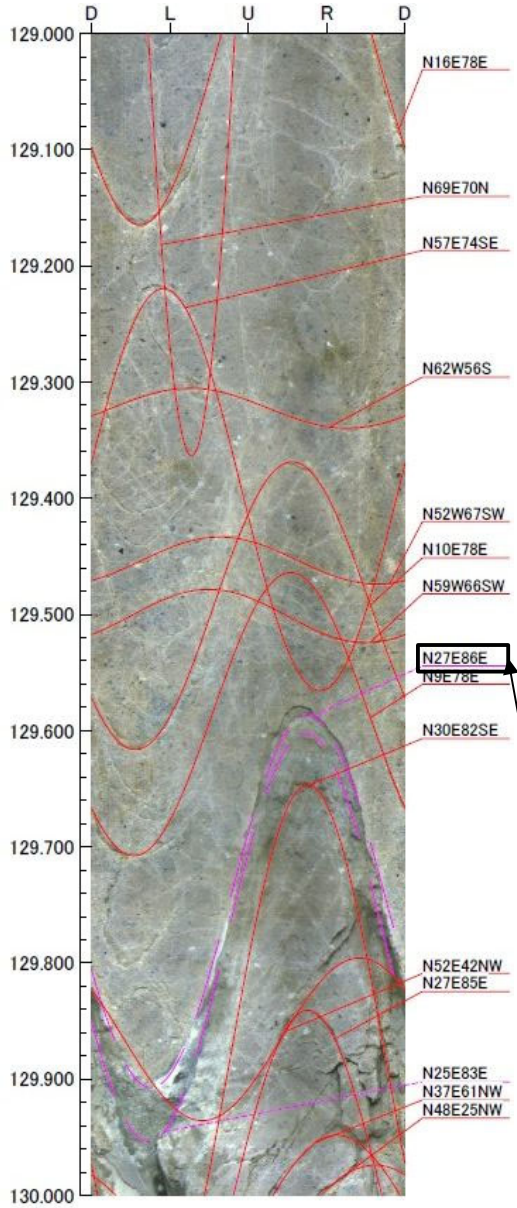 D L U R D
129.000
N16E78E
129.100
N69E70N
129.200
N57E74SE
129.300
N62W56S
129.400
N52W67SW
N10E78E
129.500
N59W66SW
N27E86E
N9E78E
129.600
N30E82SE
129.700
129.800
N52E42NW
N27E85E
129.900
N25E83E
N37E61NW
N48E25NW
130.000